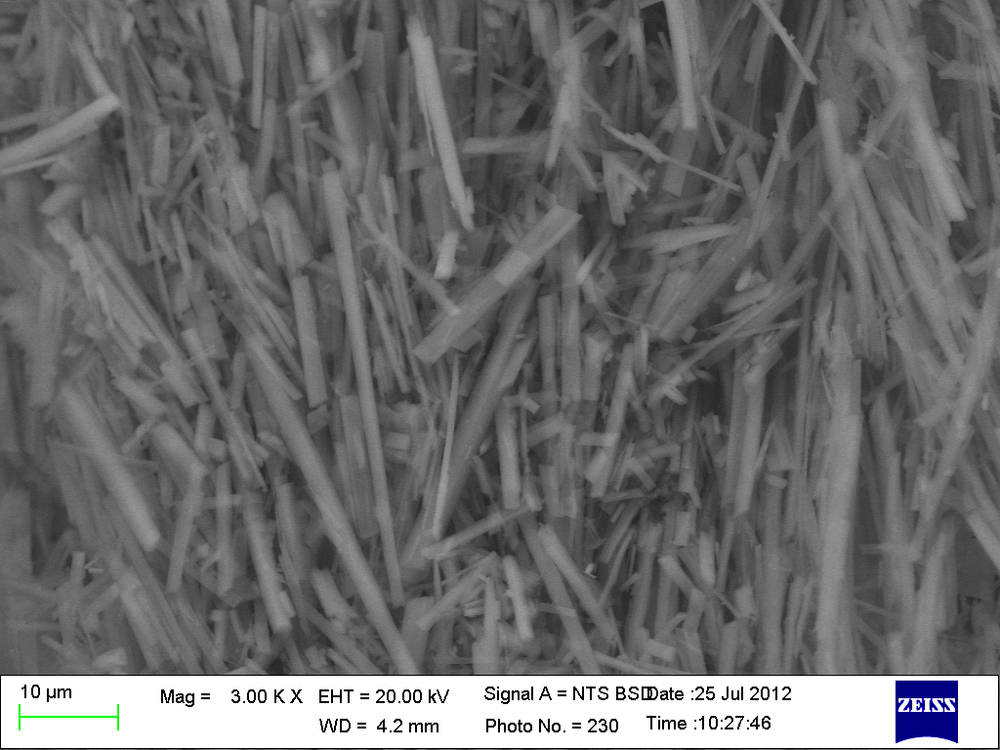 10 µm
Mag = 3.00 K X
EHT = 20.00 kV
WD = 4.2 mm
Signal A = NTS BSD
Photo No. = 230
Date :25 Jul 2012
Time :10:27:46
ZEISS